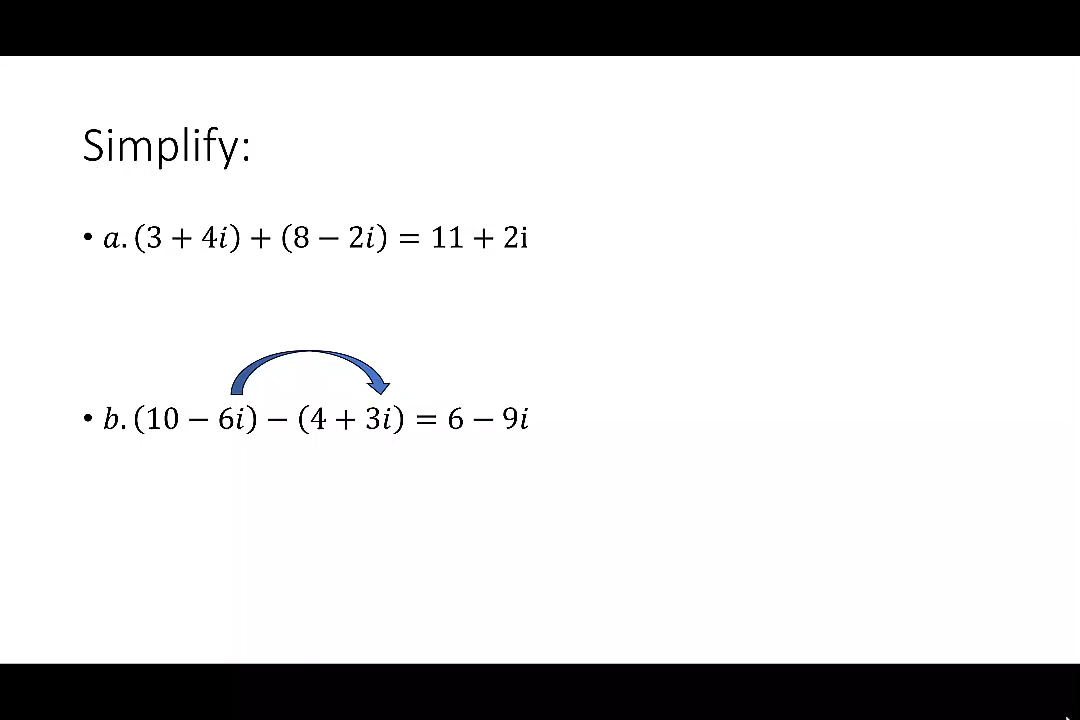 Simplify:
• a. (3 + 4i) + (8 − 2i) = 11 + 2i
• b. (10 − 6i) − (4 + 3i) = 6 − 9i